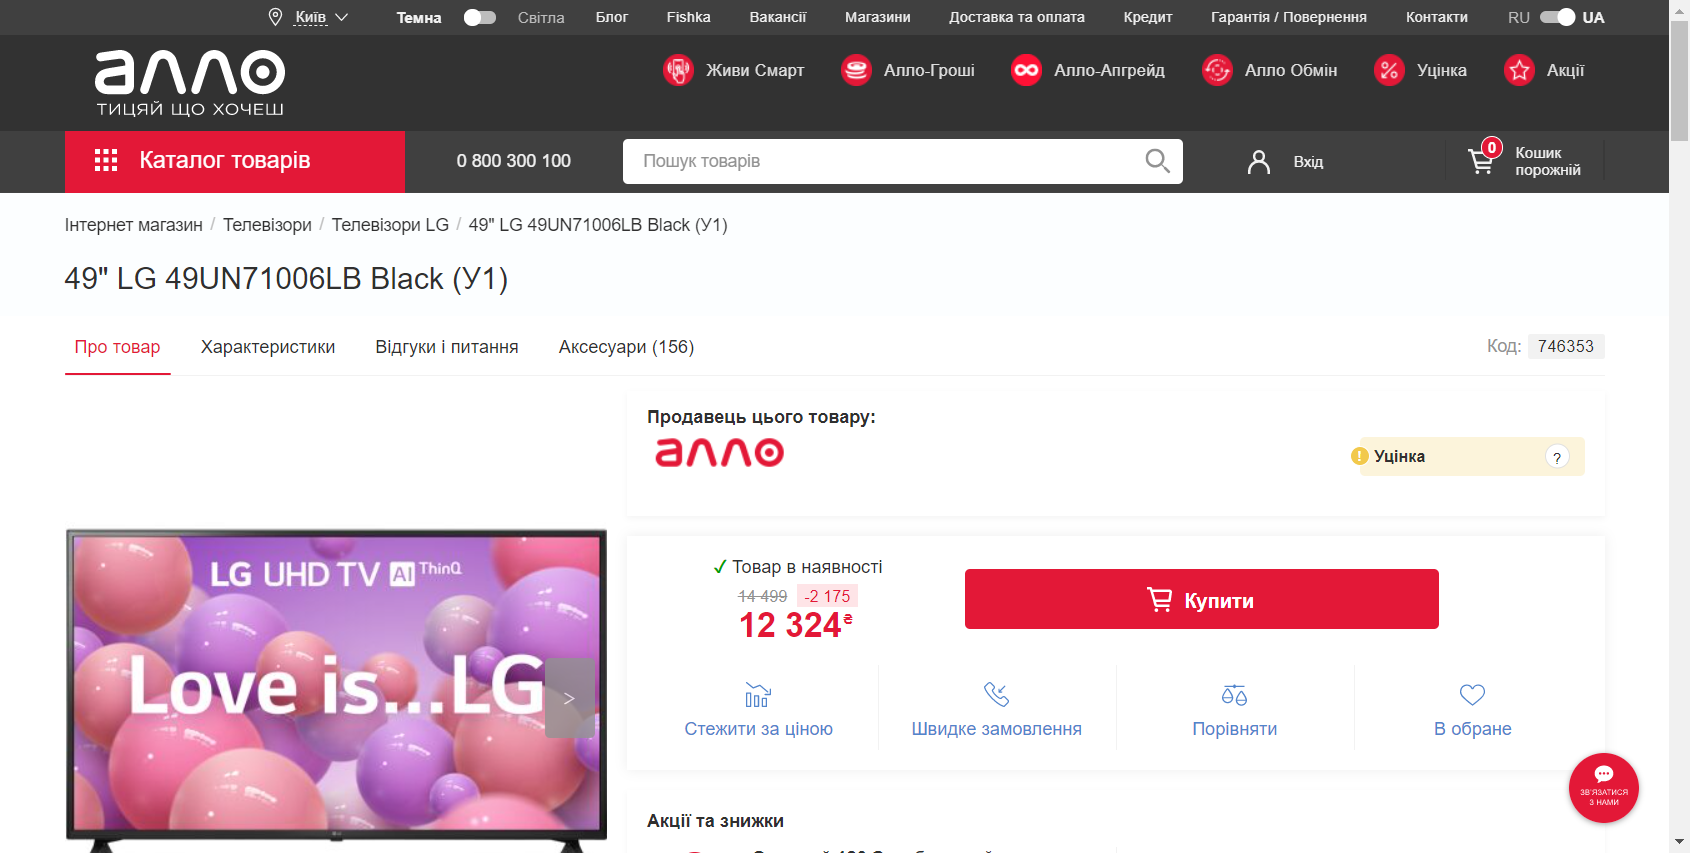 Київ
Темна Світла
Блог
Fishka
Вакансії
Магазини
Доставка та оплата
Кредит
Гарантія / Повернення
Контакти
RU UA
алло
ТИЦЯЙ ЩО ХОЧЕШ
Живи Смарт
Алло-Гроші
Алло-Апгрейд
Алло Обмін
Уцінка
Акції
Каталог товарів
0 800 300 100
Пошук товарів
Вхід
0
Кошик
порожній
Інтернет магазин / Телевізори / Телевізори LG / 49" LG 49UN71006LB Black (У1)
49" LG 49UN71006LB Black (У1)
Про товар
Характеристики
Відгуки і питання
Аксесуари (156)
Код: 746353
Продавець цього товару:
алло
! Уцінка ?
LG UHD TV AI ThinQ
Love is...LG
>
Товар в наявності
14 499 -2 175
12 324₴
Купити
Стежити за ціною
Швидке замовлення
Порівняти
В обране
ЗВ'ЯЗАТИСЯ
З НАМИ
Акції та знижки